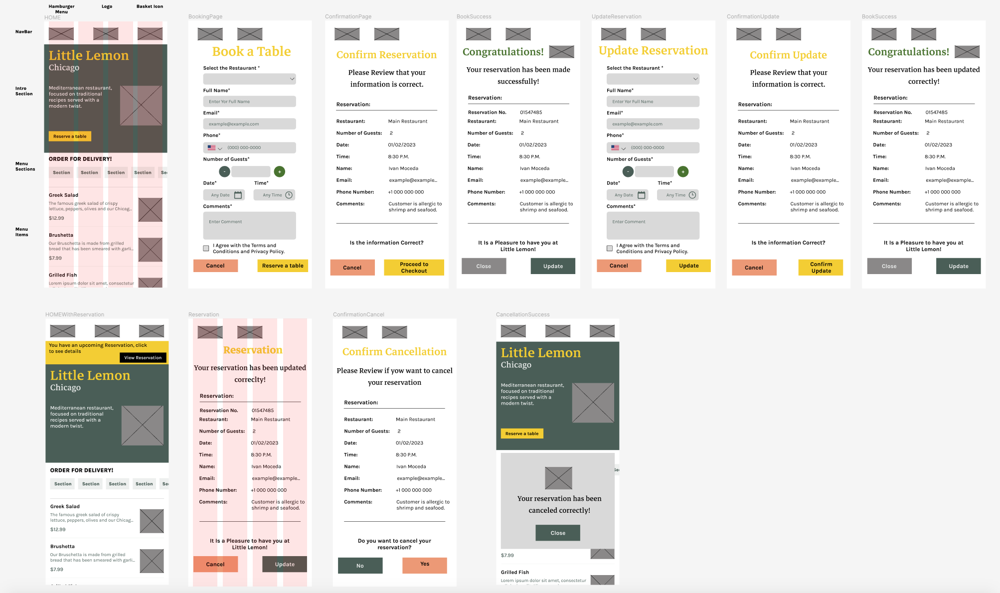 Hamburger
Menu
Logo
Basket Icon
NavBar
Intro
Section
Menu
Sections
Menu
Items
HOME
Little Lemon
Chicago
Mediterranean restaurant,
focused on traditional
recipes served with a
modern twist.
Reserve a table
ORDER FOR DELIVERY!
Section Section Section Section Se
Greek Salad
The famous greek salad of crispy
lettuce, peppers, olives and our Chicag...
$12.99
Brushetta
Our Bruschetta is made from grilled
bread that has been smeared with garli...
$7.99
Grilled Fish
Lorem ipsum dolor sit amet, consectetur
BookingPage
Book a Table
Select the Restaurant *
Full Name*
Enter Yor Full Name
Email*
example@example.com
Phone*
(000) 000-0000
Number of Guests*
- +
Date* Time*
Any Date Any Time
Comments*
Enter Comment
I Agree with the Terms and
Conditions and Privacy Policy.
Cancel Reserve a table
ConfirmationPage
Confirm Reservation
Please Review that your
information is correct.
Reservation:
Restaurant: Main Restaurant
Number of Guests: 2
Date: 01/02/2023
Time: 8:30 P.M.
Name: Ivan Moceda
Email: example@example...
Phone Number: +1 000 000 000
Comments: Customer is allergic to
shrimp and seafood.
Is the information Correct?
Cancel Proceed to
Checkout
BookSuccess
Congratulations!
Your reservation has been made
successfully!
Reservation:
Reservation No. 01547485
Restaurant: Main Restaurant
Number of Guests: 2
Date: 01/02/2023
Time: 8:30 P.M.
Name: Ivan Moceda
Email: example@example...
Phone Number: +1 000 000 000
Comments: Customer is allergic to
shrimp and seafood.
It Is a Pleasure to have you at
Little Lemon!
Close Update
UpdateReservation
Update Reservation
Select the Restaurant *
Full Name*
Enter Yor Full Name
Email*
example@example.com
Phone*
(000) 000-0000
Number of Guests*
- +
Date* Time*
Any Date Any Time
Comments*
Enter Comment
I Agree with the Terms and
Conditions and Privacy Policy.
Cancel Update
ConfirmationUpdate
Confirm Update
Please Review that your
information is correct.
Reservation:
Restaurant: Main Restaurant
Number of Guests: 2
Date: 01/02/2023
Time: 8:30 P.M.
Name: Ivan Moceda
Email: example@example...
Phone Number: +1 000 000 000
Comments: Customer is allergic to
shrimp and seafood.
Is the information Correct?
Cancel Confirm
Update
BookSuccess
Congratulations!
Your reservation has been updated
correctly!
Reservation:
Reservation No. 01547485
Restaurant: Main Restaurant
Number of Guests: 2
Date: 01/02/2023
Time: 8:30 P.M.
Name: Ivan Moceda
Email: example@example...
Phone Number: +1 000 000 000
Comments: Customer is allergic to
shrimp and seafood.
It Is a Pleasure to have you at
Little Lemon!
Close Update
HOMEWithReservation
You have an upcoming Reservation, click
to see details
View Reservation
Little Lemon
Chicago
Mediterranean restaurant,
focused on traditional
recipes served with a
modern twist.
ORDER FOR DELIVERY!
Section Section Section Section Se
Greek Salad
The famous greek salad of crispy
lettuce, peppers, olives and our Chicag...
$12.99
Brushetta
Our Bruschetta is made from grilled
bread that has been smeared with garli...
$7.99
Reservation
Reservation
Your reservation has been updated
correclty!
Reservation:
Reservation No. 01547485
Restaurant: Main Restaurant
Number of Guests: 2
Date: 01/02/2023
Time: 8:30 P.M.
Name: Ivan Moceda
Email: example@example...
Phone Number: +1 000 000 000
Comments: Customer is allergic to
shrimp and seafood.
It Is a Pleasure to have you at
Little Lemon!
Cancel Update
ConfirmationCancel
Confirm Cancellation
Please Review if yow want to cancel
your reservation
Reservation:
Restaurant: Main Restaurant
Number of Guests: 2
Date: 01/02/2023
Time: 8:30 P.M.
Name: Ivan Moceda
Email: example@example...
Phone Number: +1 000 000 000
Comments: Customer is allergic to
shrimp and seafood.
Do you want to cancel your
reservation?
No Yes
CancellationSuccess
Little Lemon
Chicago
Mediterranean restaurant,
focused on traditional
recipes served with a
modern twist.
Reserve a table
Se
Your reservation has been
canceled correctly!
Close
$7.99
Grilled Fish
Lorem ipsum dolor sit amet, consectetur